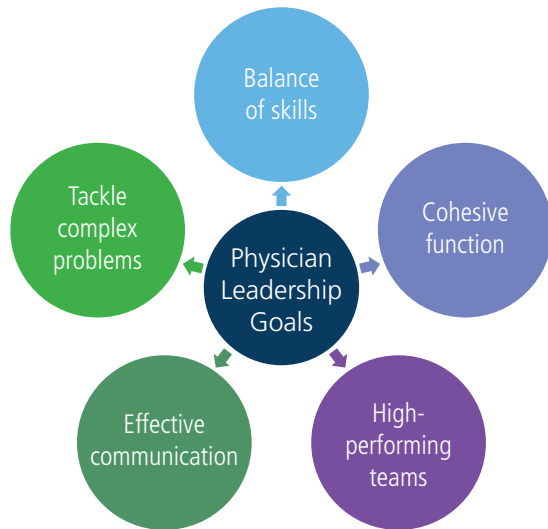 Balance
of skills
Cohesive
function
High-
performing
teams
Effective
communication
Tackle
complex
problems
Physician
Leadership
Goals